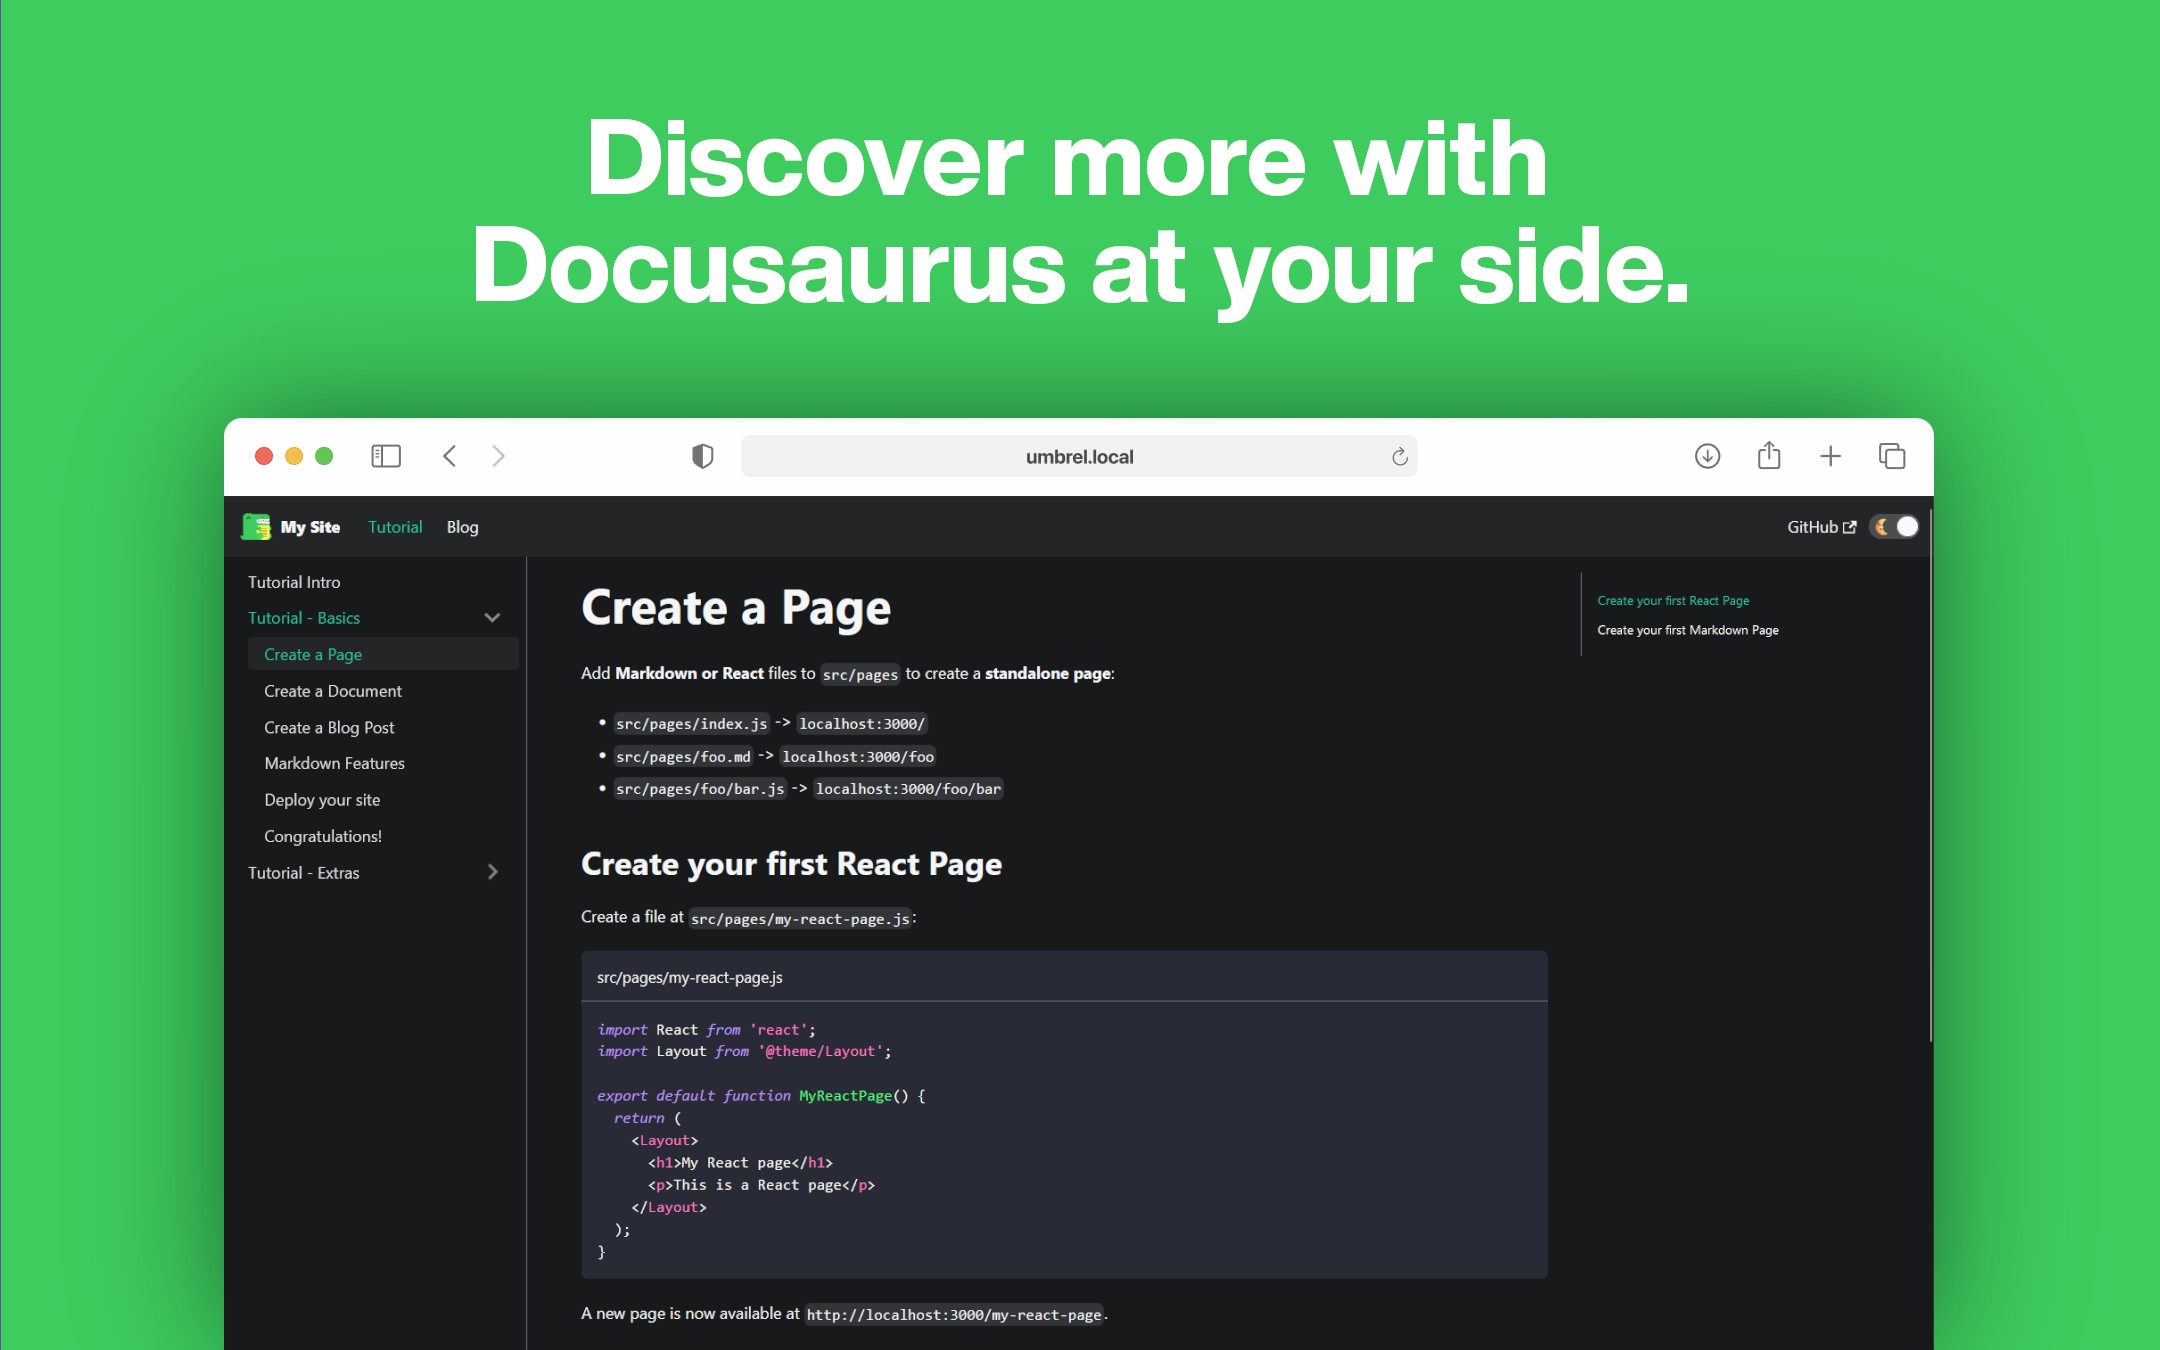 Discover more with
Docusaurus at your side.
umbrel.local
My Site Tutorial Blog GitHub
Tutorial Intro
Tutorial - Basics
Create a Page
Create a Document
Create a Blog Post
Markdown Features
Deploy your site
Congratulations!
Tutorial - Extras
Create a Page
Add Markdown or React files to src/pages to create a standalone page:
• src/pages/index.js -> localhost:3000/
• src/pages/foo.md -> localhost:3000/foo
• src/pages/foo/bar.js -> localhost:3000/foo/bar
Create your first React Page
Create a file at src/pages/my-react-page.js:
src/pages/my-react-page.js
import React from 'react';
import Layout from '@theme/Layout';
export default function MyReactPage() {
  return (
    <Layout>
      <h1>My React page</h1>
      <p>This is a React page</p>
    </Layout>
  );
}
A new page is now available at http://localhost:3000/my-react-page.
Create your first React Page
Create your first Markdown Page